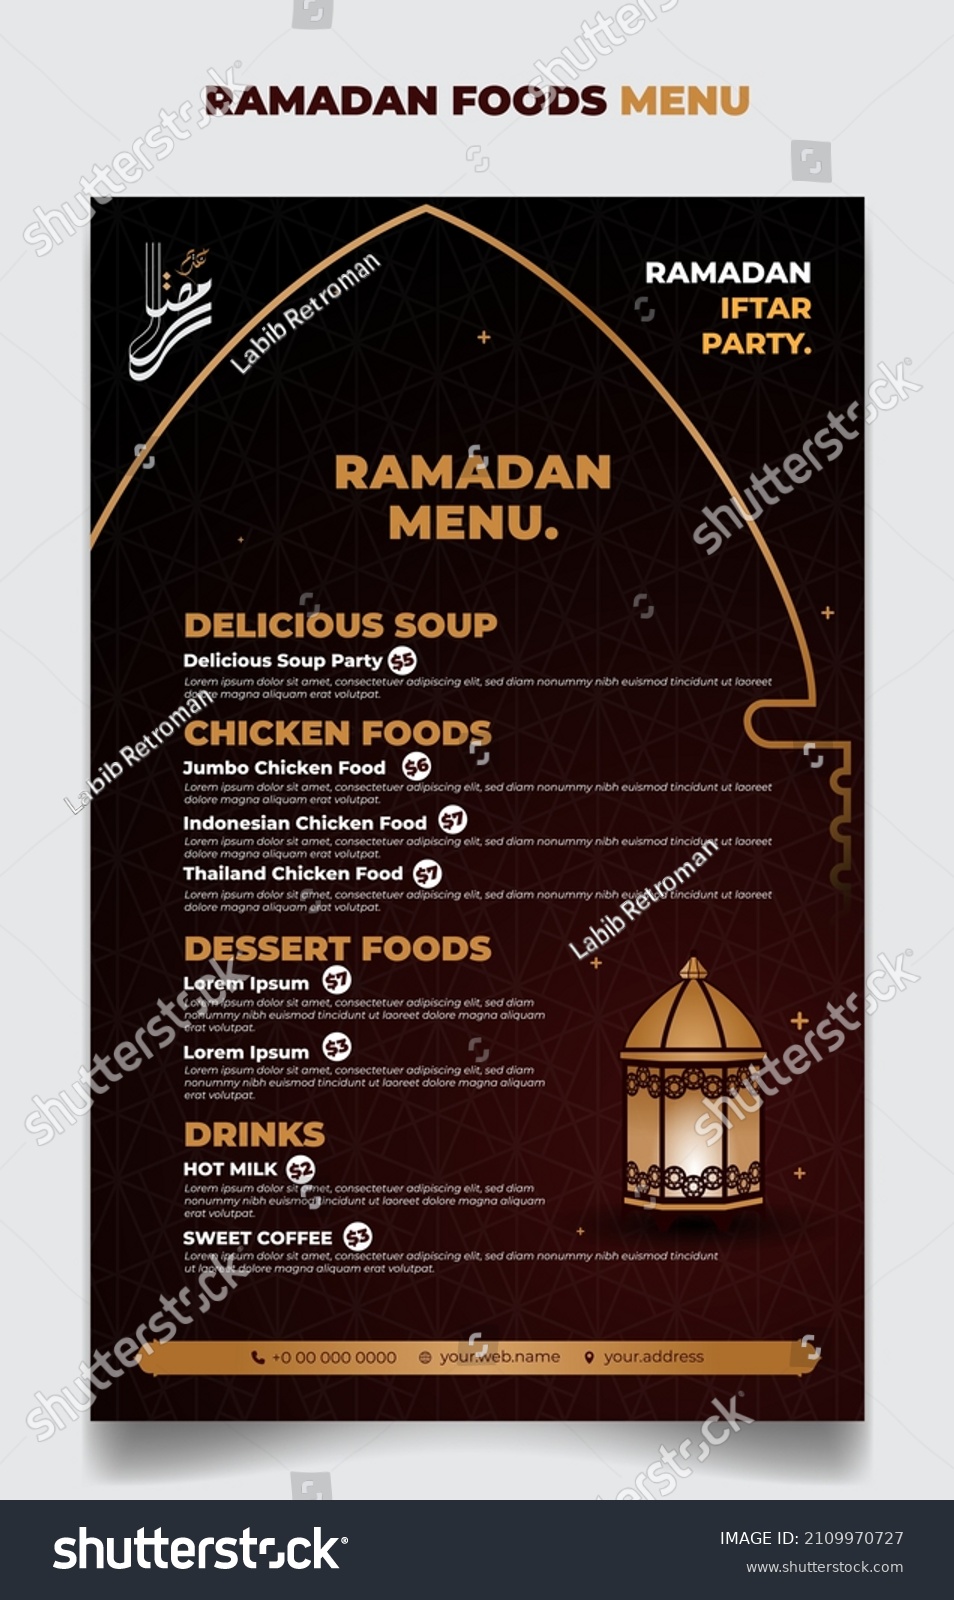 RAMADAN FOODS MENU
RAMADAN
IFTAR
PARTY.
Labib Retroman
RAMADAN
MENU.
DELICIOUS SOUP
Delicious Soup Party $5
Lorem ipsum dolor sit amet, consectetuer adipiscing elit, sed diam nonummy nibh euismod tincidunt ut laoreet
dolore magna aliquam erat volutpat.
CHICKEN FOODS
Jumbo Chicken Food $6
Lorem ipsum dolor sit amet, consectetuer adipiscing elit, sed diam nonummy nibh euismod tincidunt ut laoreet
dolore magna aliquam erat volutpat.
Indonesian Chicken Food $7
Lorem ipsum dolor sit amet, consectetuer adipiscing elit, sed diam nonummy nibh euismod tincidunt ut laoreet
dolore magna aliquam erat volutpat.
Thailand Chicken Food $7
Lorem ipsum dolor sit amet, consectetuer adipiscing elit, sed diam nonummy nibh euismod tincidunt ut laoreet
dolore magna aliquam erat volutpat.
Labib Retroman
Labib Retroman
DESSERT FOODS
Lorem Ipsum $7
Lorem ipsum dolor sit amet, consectetuer adipiscing elit, sed diam
nonummy nibh euismod tincidunt ut laoreet dolore magna aliquam
erat volutpat.
Lorem Ipsum $3
Lorem ipsum dolor sit amet, consectetuer adipiscing elit, sed diam
nonummy nibh euismod tincidunt ut laoreet dolore magna aliquam
erat volutpat.
DRINKS
HOT MILK $2
Lorem ipsum dolor sit amet, consectetuer adipiscing elit, sed diam
nonummy nibh euismod tincidunt ut laoreet dolore magna aliquam
erat volutpat.
SWEET COFFEE $3
Lorem ipsum dolor sit amet, consectetuer adipiscing elit, sed diam nonummy nibh euismod tincidunt
ut laoreet dolore magna aliquam erat volutpat.
+0 00 000 0000 your.web.name your.address
shutterstock
shutterstock
shutterstock
shutterstock
shutterstock
shutterstock
shutterstock
shutterstock
shutterstock
IMAGE ID: 2109970727
www.shutterstock.com